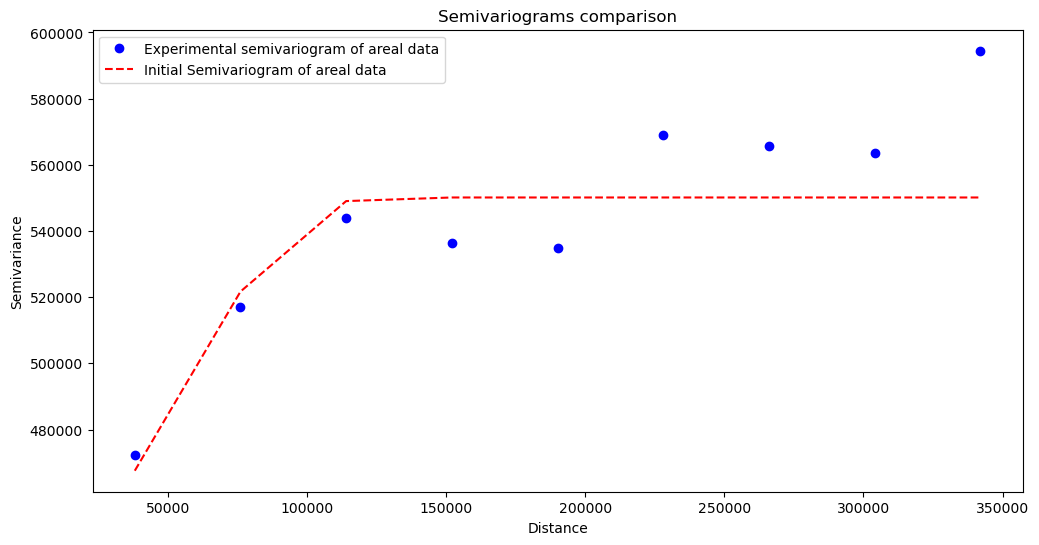 Semivariograms comparison
Experimental semivariogram of areal data
Initial Semivariogram of areal data
Semivariance
600000
580000
560000
540000
520000
500000
480000
50000 100000 150000 200000 250000 300000 350000
Distance